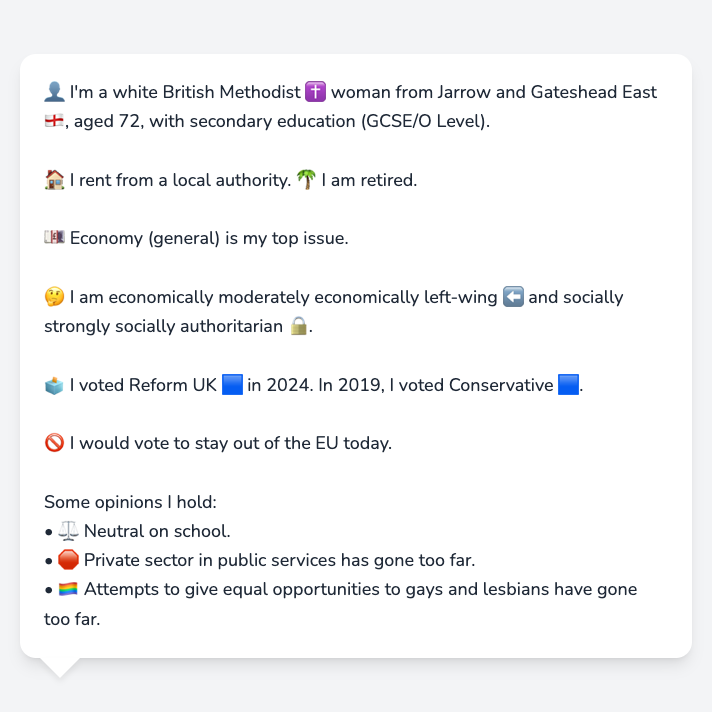 👤 I'm a white British Methodist ✝️ woman from Jarrow and Gateshead East
🏴󠁧󠁢󠁥󠁮󠁧󠁿, aged 72, with secondary education (GCSE/O Level).
🏠 I rent from a local authority. 🌴 I am retired.
💷 Economy (general) is my top issue.
🤔 I am economically moderately economically left-wing ⬅️ and socially
strongly socially authoritarian 🔒.
🗳️ I voted Reform UK 🟦 in 2024. In 2019, I voted Conservative 🟦.
🚫 I would vote to stay out of the EU today.
Some opinions I hold:
• ⚖️ Neutral on school.
• 🛑 Private sector in public services has gone too far.
• 🏳️‍🌈 Attempts to give equal opportunities to gays and lesbians have gone
too far.